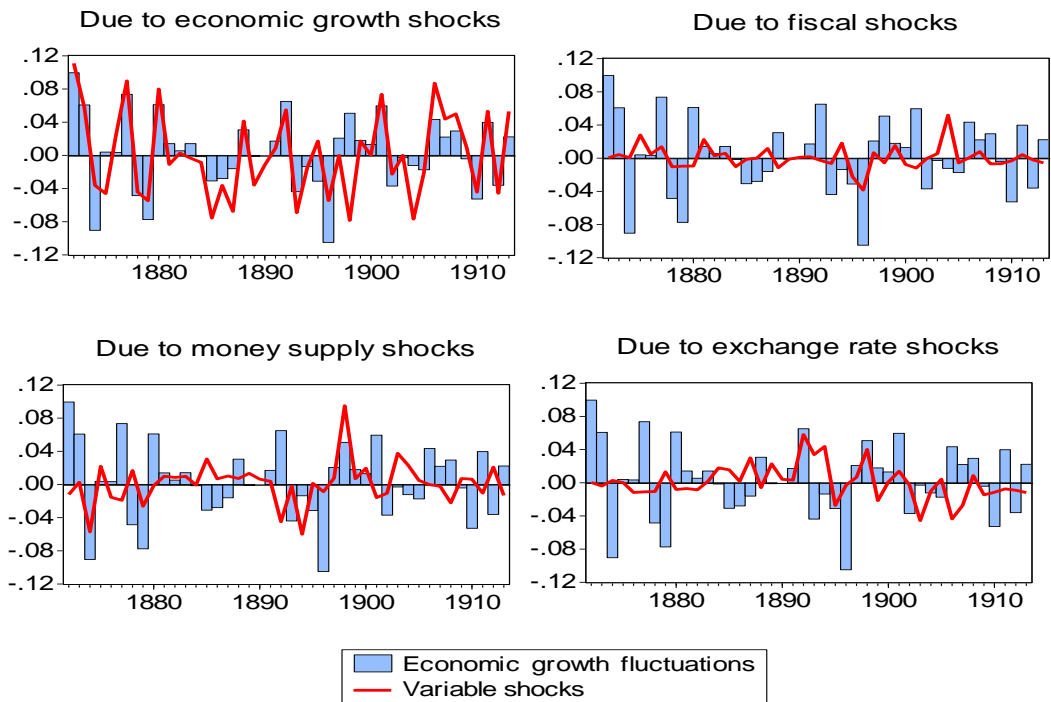 Due to economic growth shocks
.12
.08
.04
.00
-.04
-.08
-.12
1880 1890 1900 1910
Due to fiscal shocks
.12
.08
.04
.00
-.04
-.08
-.12
1880 1890 1900 1910
Due to money supply shocks
.12
.08
.04
.00
-.04
-.08
-.12
1880 1890 1900 1910
Due to exchange rate shocks
.12
.08
.04
.00
-.04
-.08
-.12
1880 1890 1900 1910
Economic growth fluctuations
Variable shocks